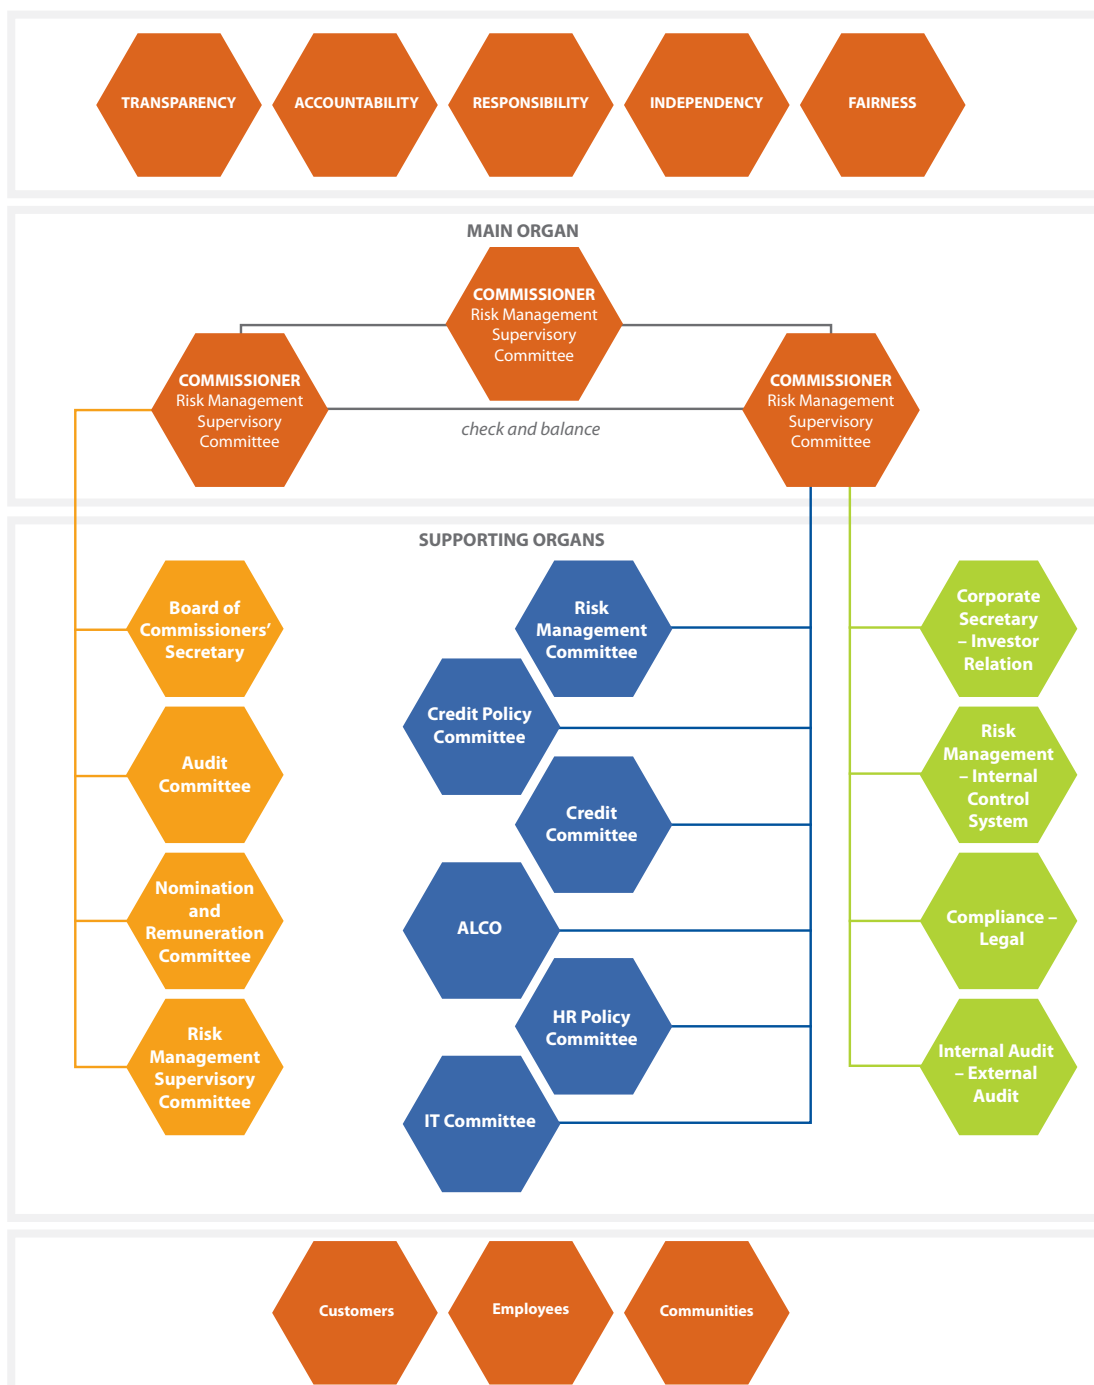 TRANSPARENCY
ACCOUNTABILITY
RESPONSIBILITY
INDEPENDENCY
FAIRNESS
MAIN ORGAN
COMMISSIONER
Risk Management
Supervisory
Committee
COMMISSIONER
Risk Management
Supervisory
Committee
COMMISSIONER
Risk Management
Supervisory
Committee
check and balance
SUPPORTING ORGANS
Board of
Commissioners'
Secretary
Audit
Committee
Nomination
and
Remuneration
Committee
Risk
Management
Supervisory
Committee
Risk
Management
Committee
Credit Policy
Committee
Credit
Committee
ALCO
HR Policy
Committee
IT Committee
Corporate
Secretary
– Investor
Relation
Risk
Management
– Internal
Control
System
Compliance –
Legal
Internal Audit
– External
Audit
Customers
Employees
Communities